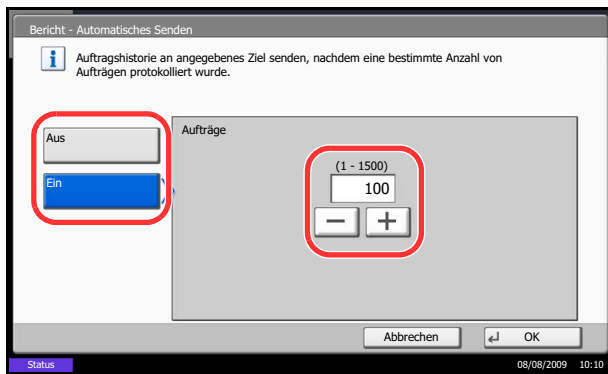 Bericht - Automatisches Senden
Auftragshistorie an angegebenes Ziel senden, nachdem eine bestimmte Anzahl von
Aufträgen protokolliert wurde.
Aus
Ein
Aufträge
(1 - 1500)
100
Abbrechen
OK
Status
08/08/2009 10:10